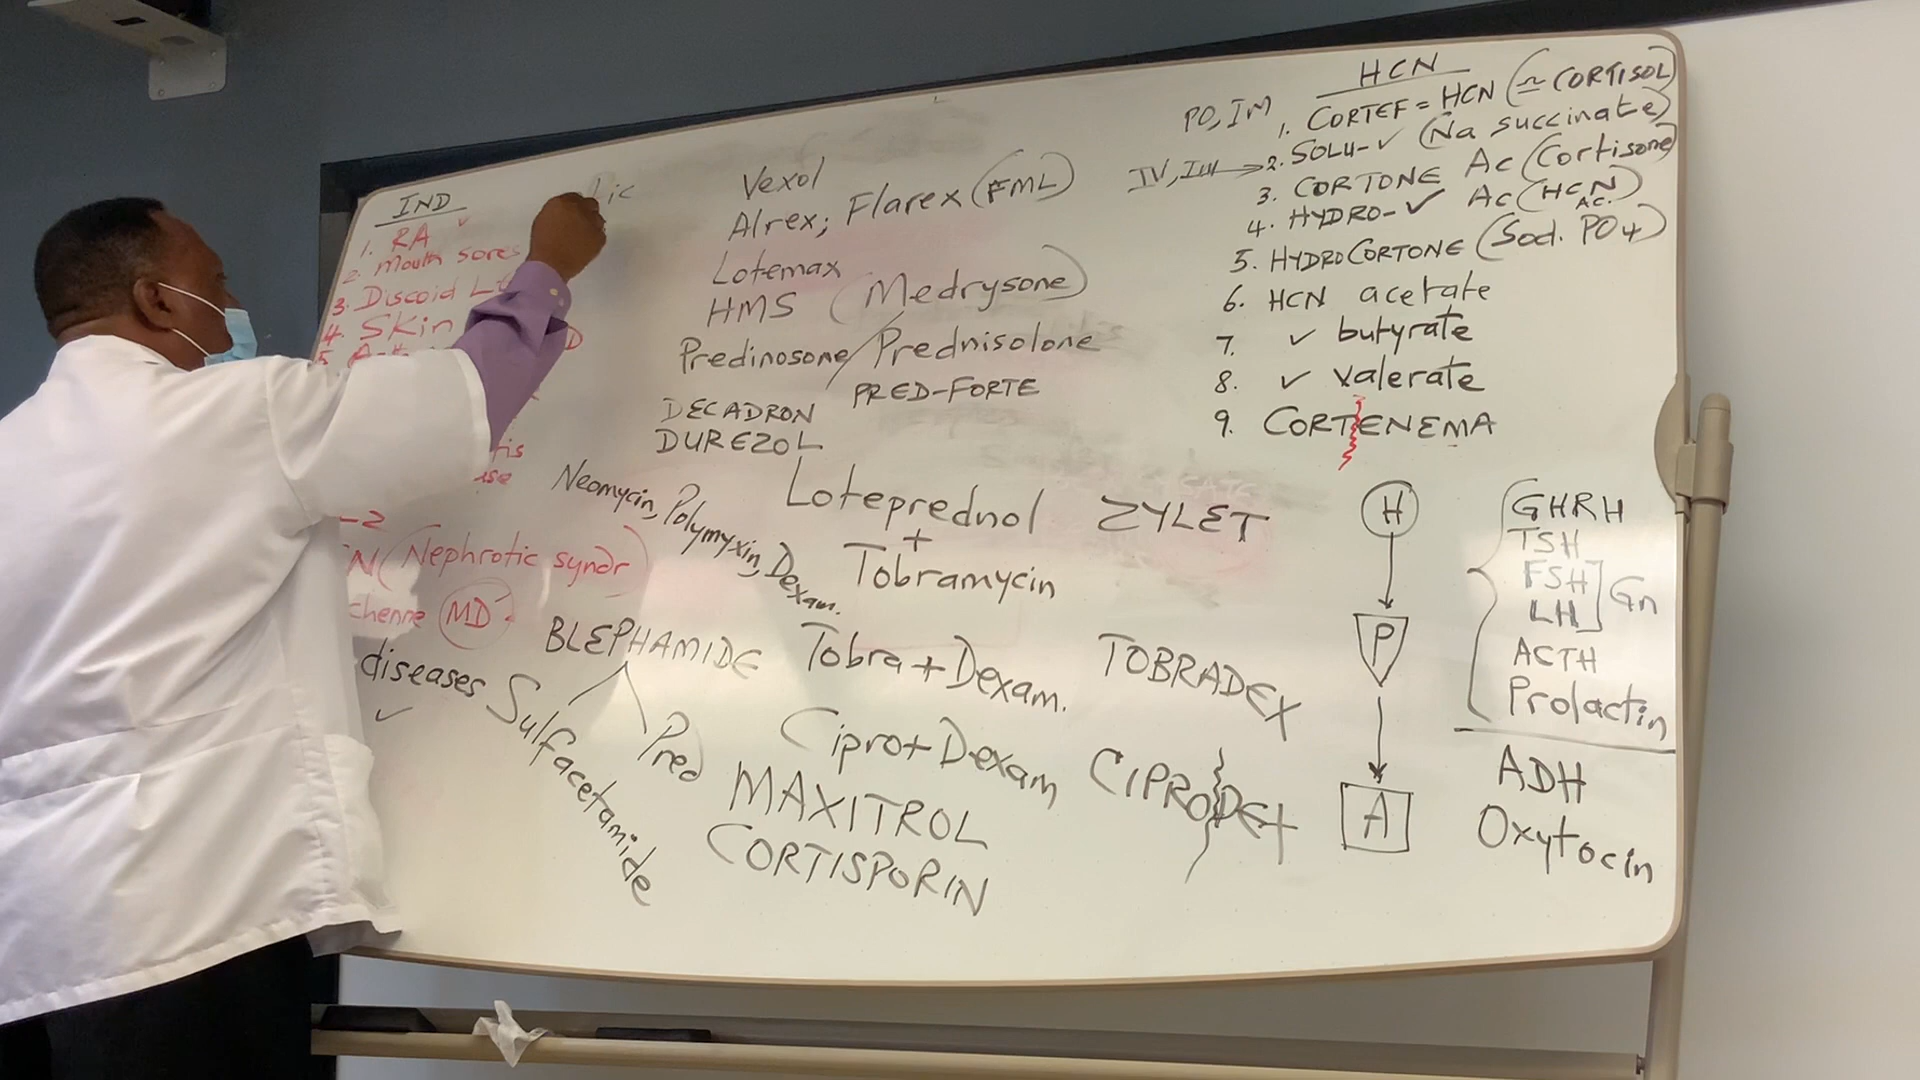 IND
1. RA ✓
2. Mouth sores
3. Discoid
4. Skin
5.
Nephrotic syndr
chenne MD
diseases
✓
Vexol
Alrex; Flarex (FML)
Lotemax
HMS (Medrysone)
Predinosone/Prednisolone
PRED-FORTE
DECADRON
DUREZOL
Neomycin, Polymyxin, Dexam.
Loteprednol + Tobramycin ZYLET
BLEPHAMIDE
Sulfacetamide
Pred
Tobra + Dexam. TOBRADEX
Cipro + Dexam CIPRODEX
MAXITROL
CORTISPORIN
HCN
PO, IM 1. CORTEF = HCN (≃ CORTISOL)
IV, IM → 2. SOLU-✓ (Na succinate)
3. CORTONE Ac (Cortisone)
4. HYDRO-✓ Ac (HCN Ac.)
5. HYDROCORTONE (Sod. PO4)
6. HCN acetate
7. ✓ butyrate
8. ✓ valerate
9. CORTENEMA
H
P
A
GHRH
TSH
FSH
LH
Gn
ACTH
Prolactin
ADH
Oxytocin